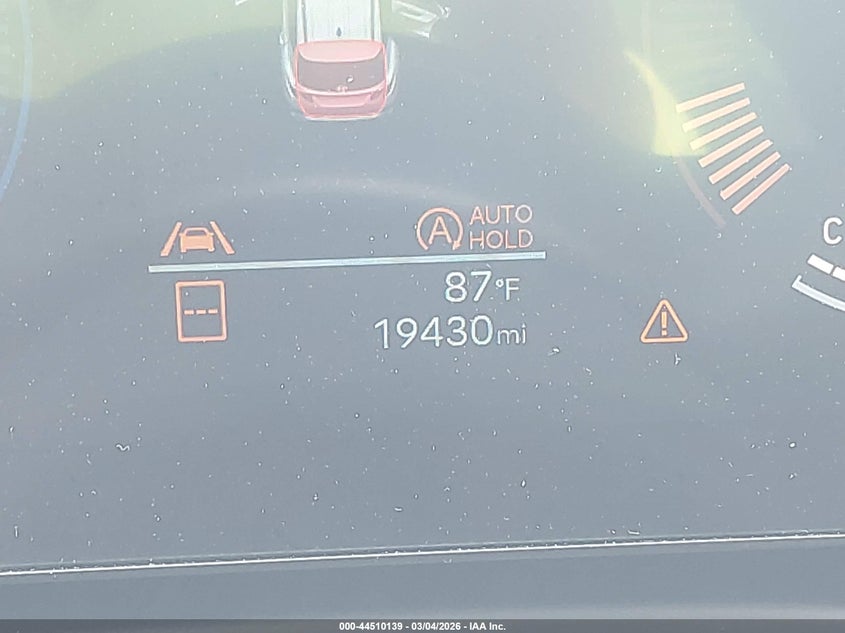 AUTO
HOLD
A
87°F
19430mi
---
C
000-44510139 - 03/04/2026 - IAA Inc.